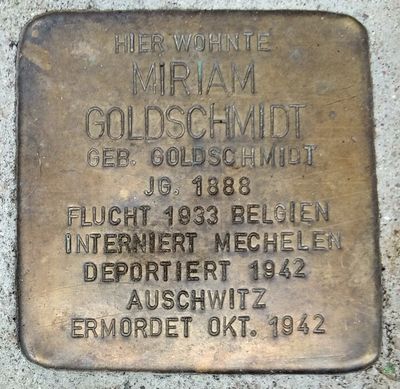 HIER WOHNTE
MIRIAM
GOLDSCHMIDT
GEB. GOLDSCHMIDT
JG. 1888
FLUCHT 1933 BELGIEN
INTERNIERT MECHELEN
DEPORTIERT 1942
AUSCHWITZ
ERMORDET OKT. 1942